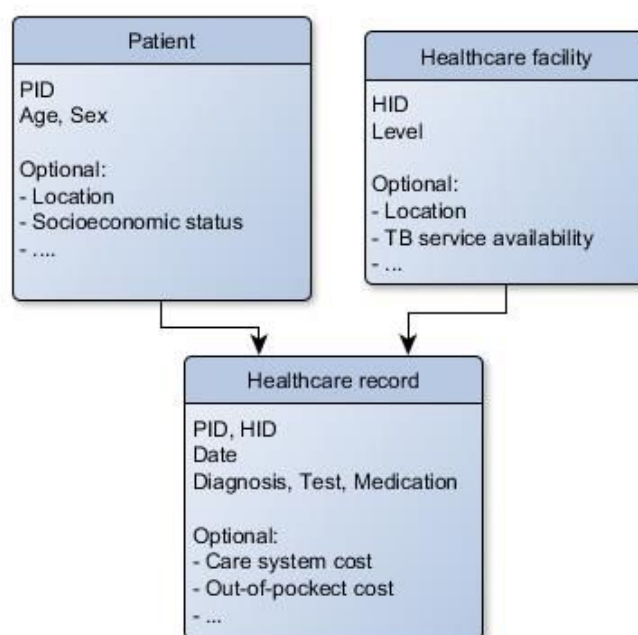 Patient
PID
Age, Sex
Optional:
- Location
- Socioeconomic status
- ....
Healthcare facility
HID
Level
Optional:
- Location
- TB service availability
- ...
Healthcare record
PID, HID
Date
Diagnosis, Test, Medication
Optional:
- Care system cost
- Out-of-pockect cost
- ...